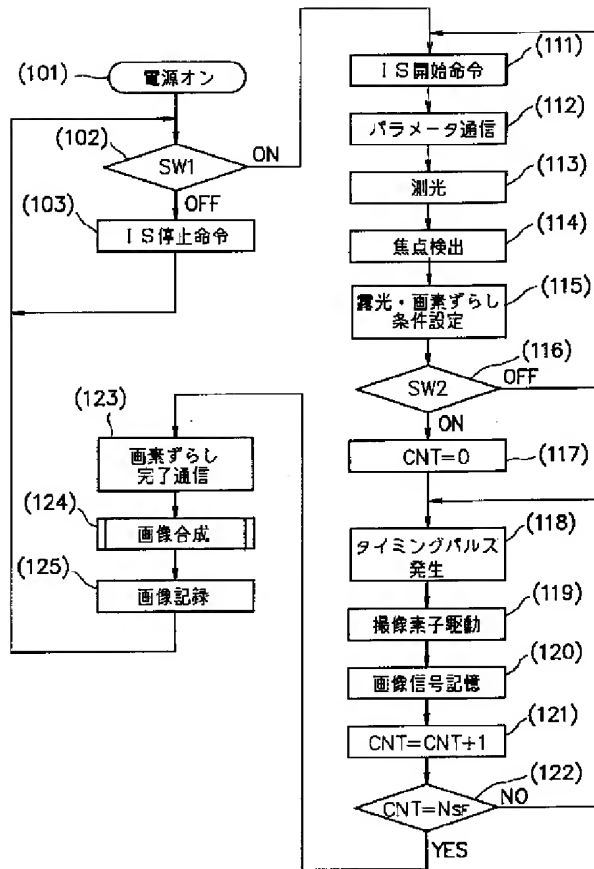 (101)
電源オン
(102)
SW1
ON
OFF
(103)
IS停止命令
(111)
IS開始命令
(112)
パラメータ通信
(113)
測光
(114)
焦点検出
(115)
露光・画素ずらし
条件設定
(116)
SW2
OFF
ON
(117)
CNT=0
(118)
タイミングパルス
発生
(119)
撮像素子駆動
(120)
画像信号記憶
(121)
CNT=CNT+1
(122)
CNT=NSF
NO
YES
(123)
画素ずらし
完了通信
(124)
画像合成
(125)
画像記録